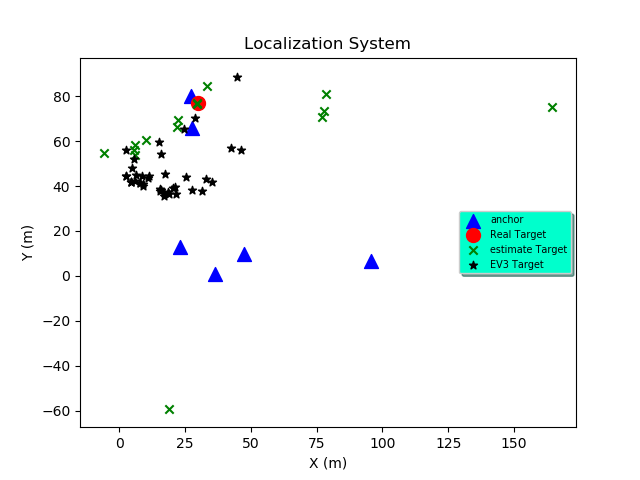 Localization System
80
60
40
20
0
−20
−40
−60
Y (m)
anchor
Real Target
estimate Target
EV3 Target
0 25 50 75 100 125 150
X (m)